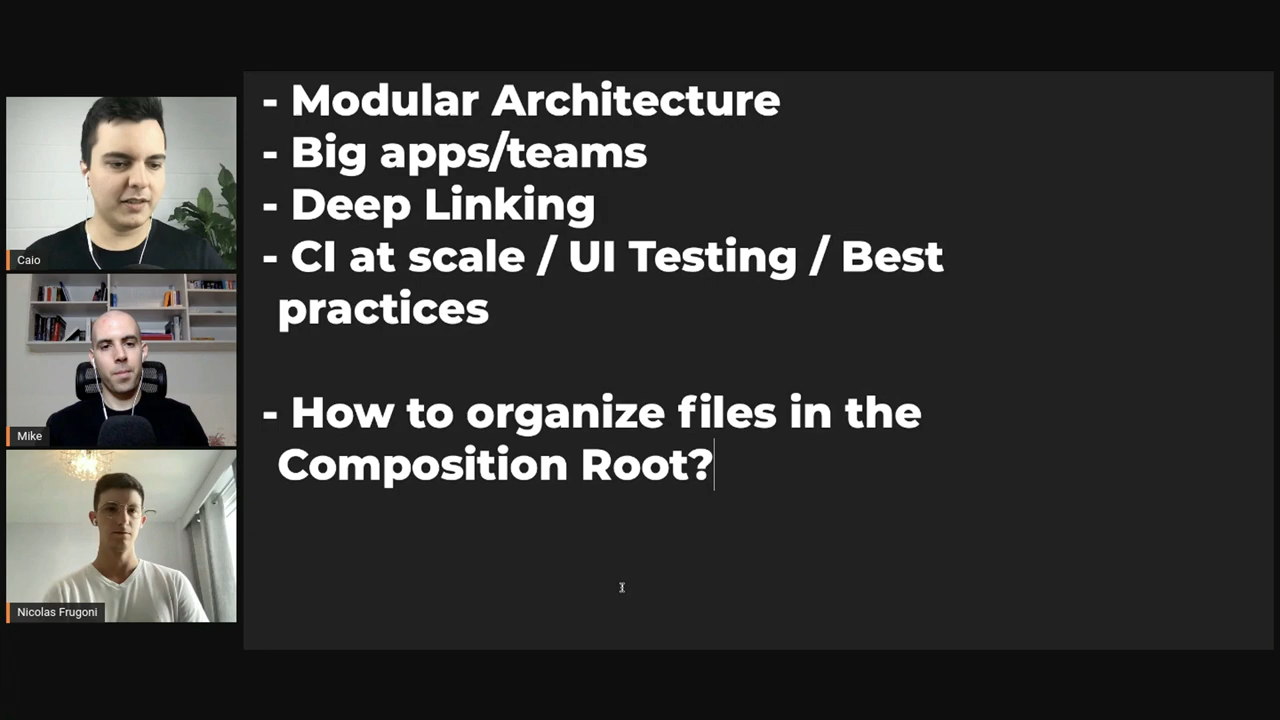 - Modular Architecture
- Big apps/teams
- Deep Linking
- CI at scale / UI Testing / Best
practices
- How to organize files in the
Composition Root?
Caio
Mike
Nicolas Frugoni